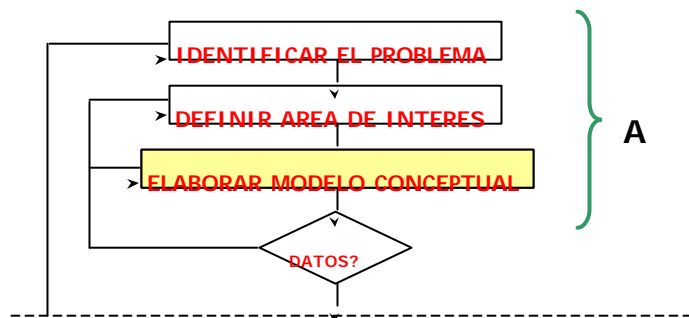 IDENTIFICAR EL PROBLEMA
DEFINIR AREA DE INTERES
A
ELABORAR MODELO CONCEPTUAL
DATOS?